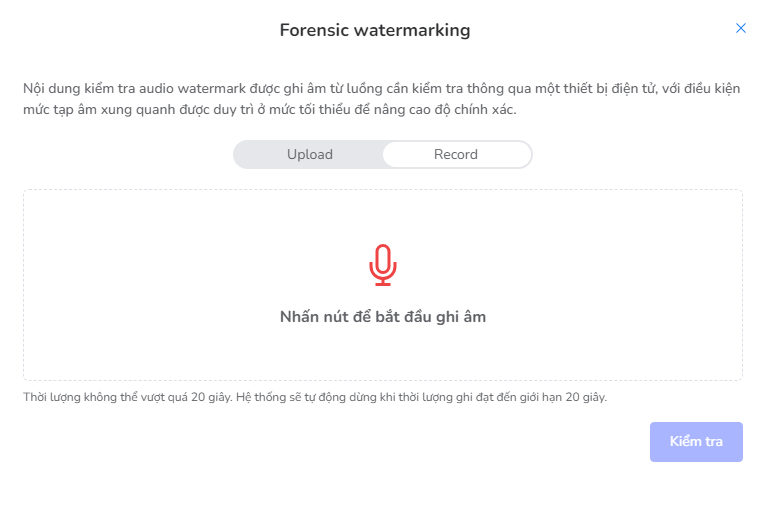 Forensic watermarking
Nội dung kiểm tra audio watermark được ghi âm từ luồng cần kiểm tra thông qua một thiết bị điện tử, với điều kiện
mức tạp âm xung quanh được duy trì ở mức tối thiểu để nâng cao độ chính xác.
Upload
Record
Nhấn nút để bắt đầu ghi âm
Thời lượng không thể vượt quá 20 giây. Hệ thống sẽ tự động dừng khi thời lượng ghi đạt đến giới hạn 20 giây.
Kiểm tra